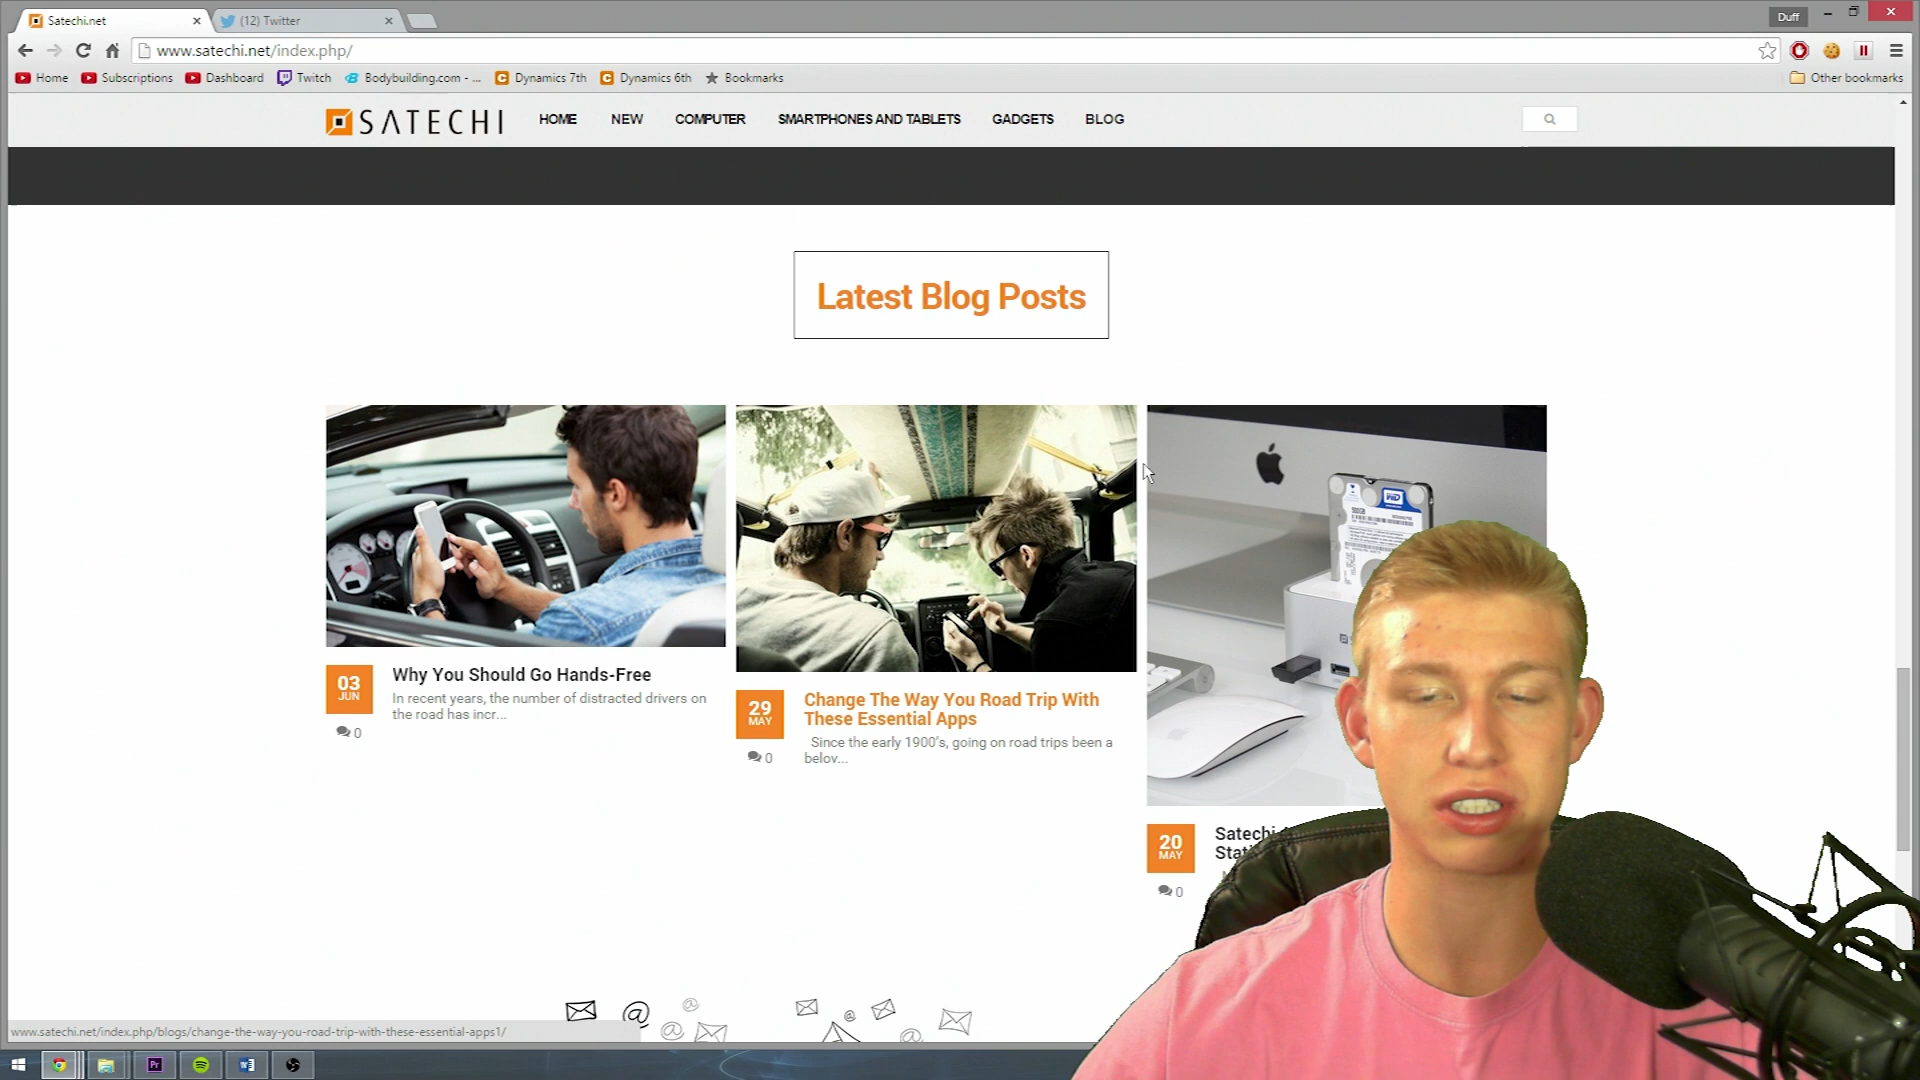 Satechi.net
(12) Twitter
Duff
www.satechi.net/index.php/
Home
Subscriptions
Dashboard
Twitch
Bodybuilding.com - ...
Dynamics 7th
Dynamics 6th
Bookmarks
Other bookmarks
SATECHI
HOME
NEW
COMPUTER
SMARTPHONES AND TABLETS
GADGETS
BLOG
Latest Blog Posts
03
JUN
Why You Should Go Hands-Free
In recent years, the number of distracted drivers on
the road has incr...
0
29
MAY
Change The Way You Road Trip With
These Essential Apps
Since the early 1900's, going on road trips been a
belov...
0
WD
20
MAY
Satechi
0
www.satechi.net/index.php/blogs/change-the-way-you-road-trip-with-these-essential-apps1/
Pr